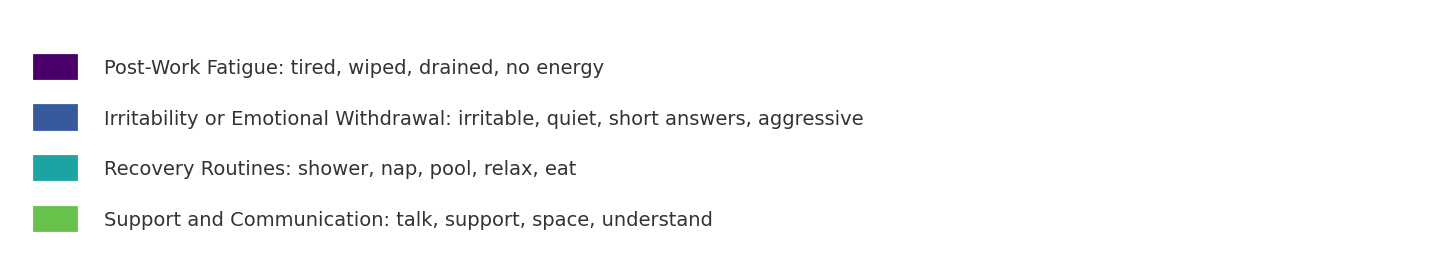 Post-Work Fatigue: tired, wiped, drained, no energy
Irritability or Emotional Withdrawal: irritable, quiet, short answers, aggressive
Recovery Routines: shower, nap, pool, relax, eat
Support and Communication: talk, support, space, understand